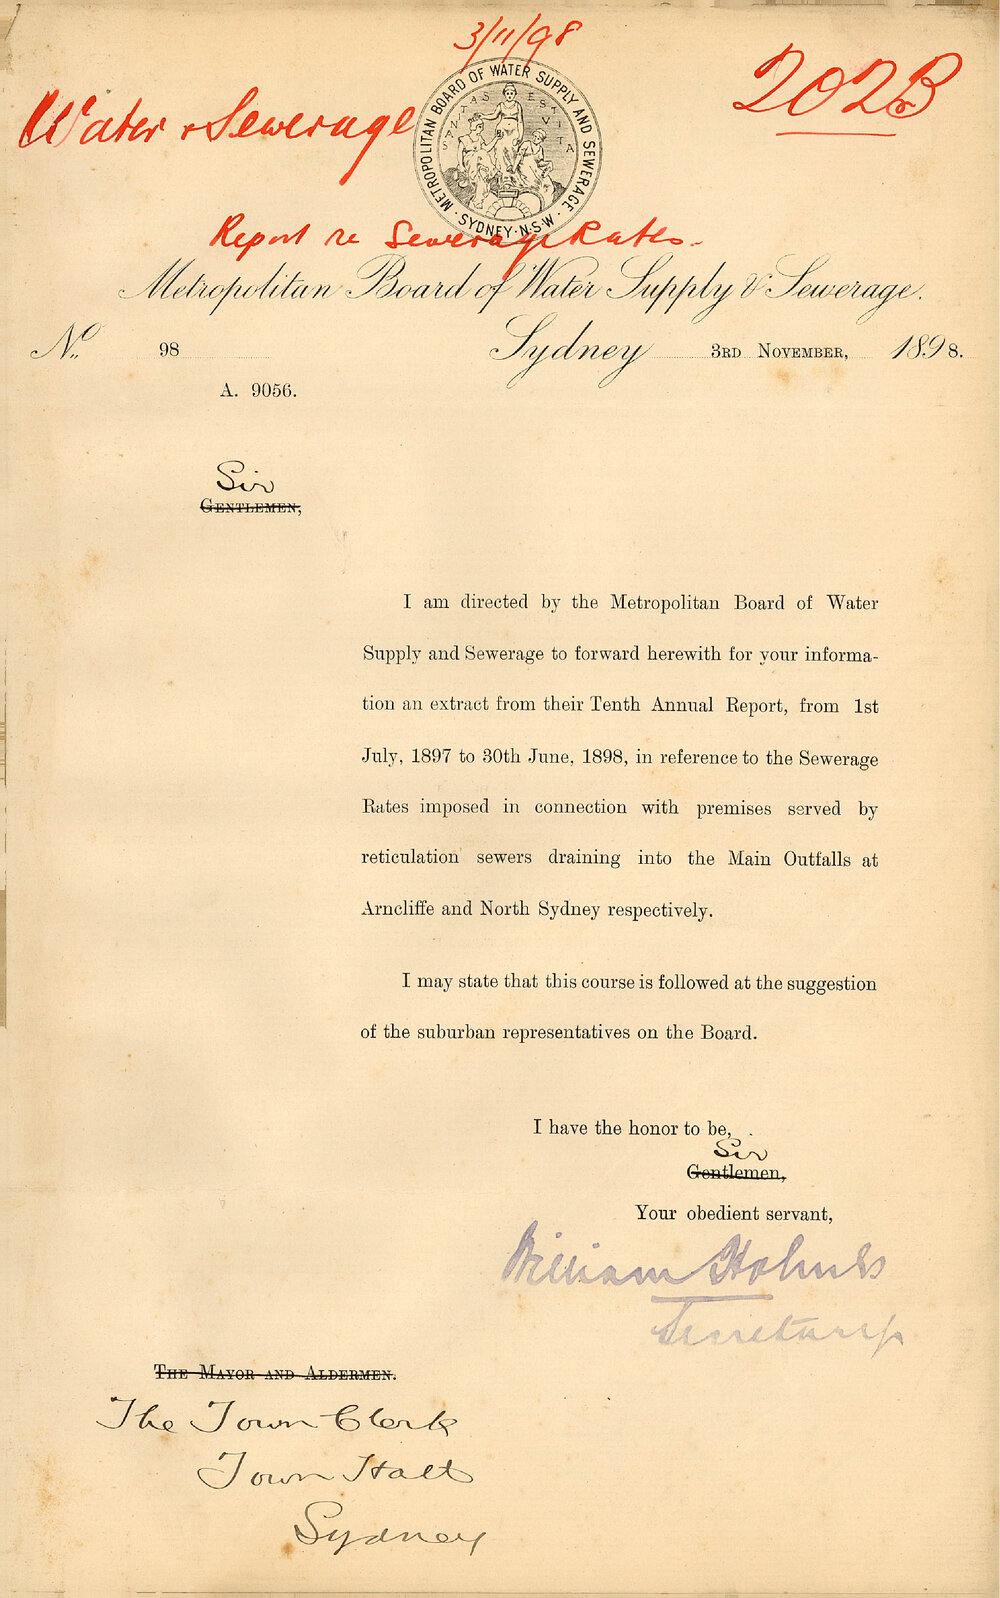 3/11/98
202B
Water & Sewerage
METROPOLITAN BOARD OF WATER SUPPLY AND SEWERAGE
SANITAS EST VITA
· SYDNEY · N·S·W ·
Report re Sewerage Rates.
Metropolitan Board of Water Supply & Sewerage.
No. 98 Sydney 3RD NOVEMBER, 1898.
A. 9056.
Sir
GENTLEMEN,
I am directed by the Metropolitan Board of Water
Supply and Sewerage to forward herewith for your informa-
tion an extract from their Tenth Annual Report, from 1st
July, 1897 to 30th June, 1898, in reference to the Sewerage
Rates imposed in connection with premises served by
reticulation sewers draining into the Main Outfalls at
Arncliffe and North Sydney respectively.
I may state that this course is followed at the suggestion
of the suburban representatives on the Board.
I have the honor to be,
Sir
Gentlemen,
Your obedient servant,
William Holmes
Secretary
THE MAYOR AND ALDERMEN.
The Town Clerk
Town Hall
Sydney